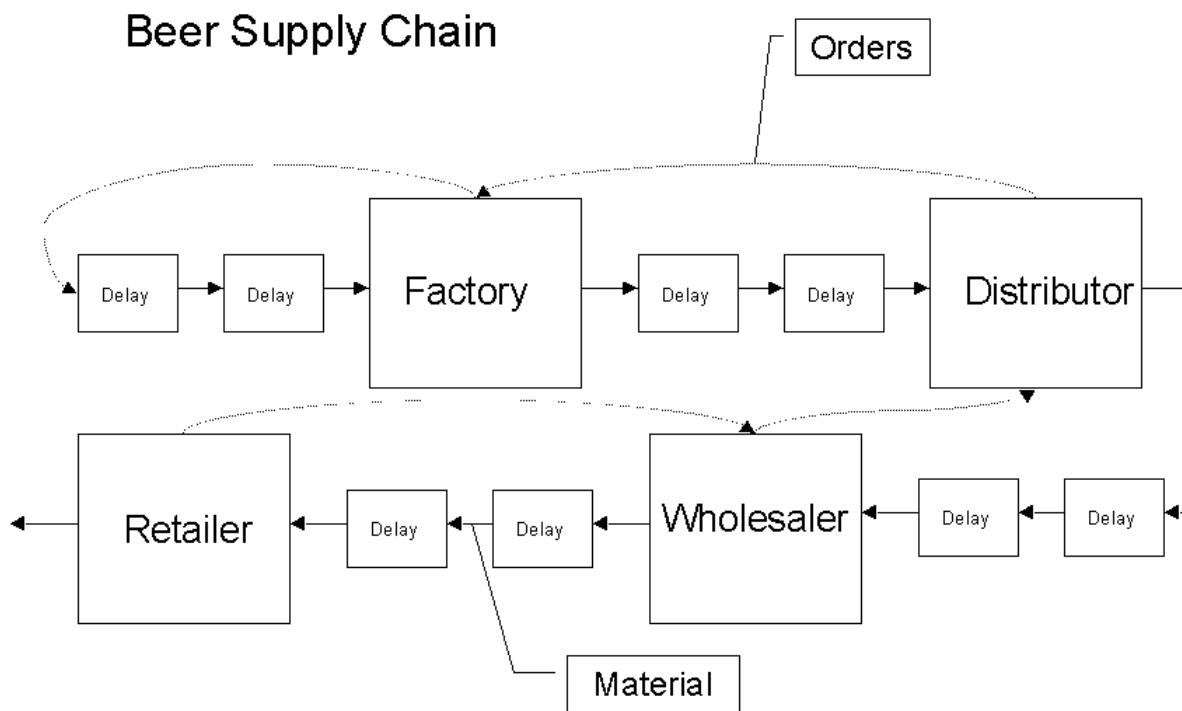 Beer Supply Chain
Orders
Delay
Delay
Factory
Delay
Delay
Distributor
Retailer
Delay
Delay
Wholesaler
Delay
Delay
Material